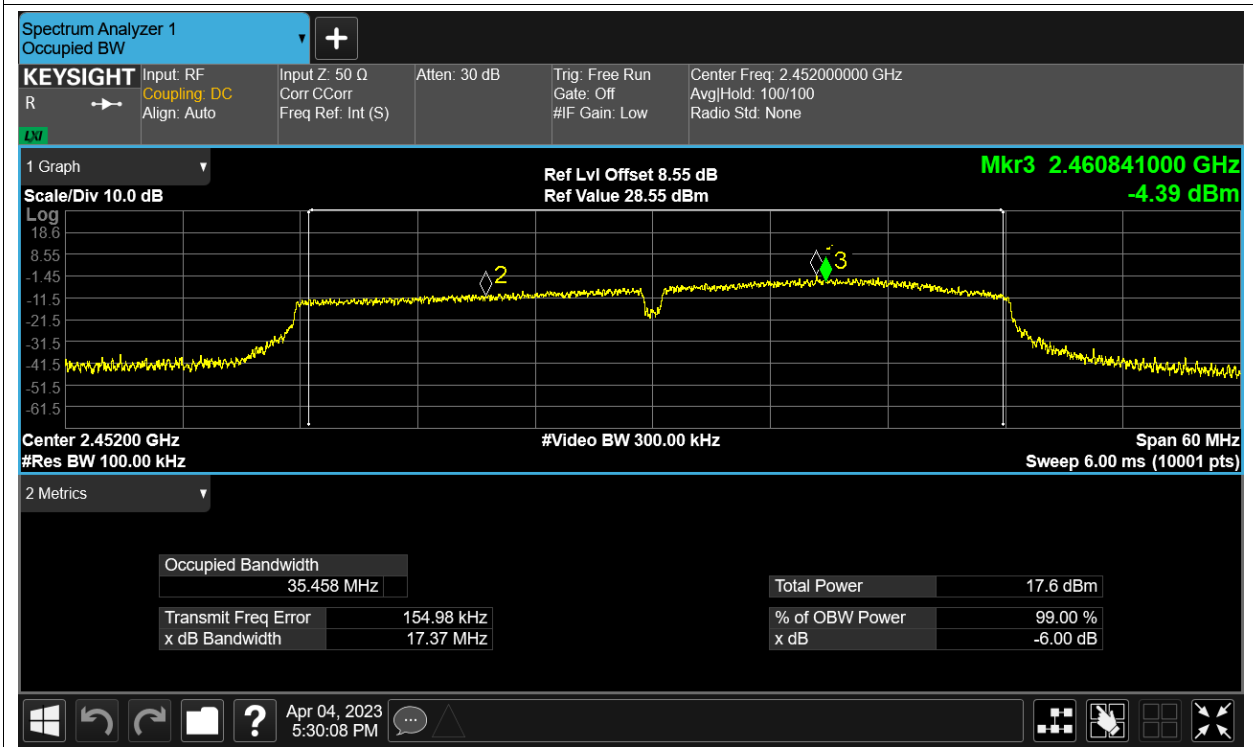 Spectrum Analyzer 1
Occupied BW
+
KEYSIGHT
R
LXI
Input: RF
Coupling: DC
Align: Auto
Input Z: 50 Ω
Corr CCorr
Freq Ref: Int (S)
Atten: 30 dB
Trig: Free Run
Gate: Off
#IF Gain: Low
Center Freq: 2.452000000 GHz
Avg|Hold: 100/100
Radio Std: None
1 Graph
Scale/Div 10.0 dB
Ref Lvl Offset 8.55 dB
Ref Value 28.55 dBm
Mkr3 2.460841000 GHz
-4.39 dBm
Log
18.6
8.55
-1.45
-11.5
-21.5
-31.5
-41.5
-51.5
-61.5
2
3
Center 2.45200 GHz
#Res BW 100.00 kHz
#Video BW 300.00 kHz
Span 60 MHz
Sweep 6.00 ms (10001 pts)
2 Metrics
Occupied Bandwidth
35.458 MHz
Transmit Freq Error 154.98 kHz
x dB Bandwidth 17.37 MHz
Total Power 17.6 dBm
% of OBW Power 99.00 %
x dB -6.00 dB
?
Apr 04, 2023
5:30:08 PM